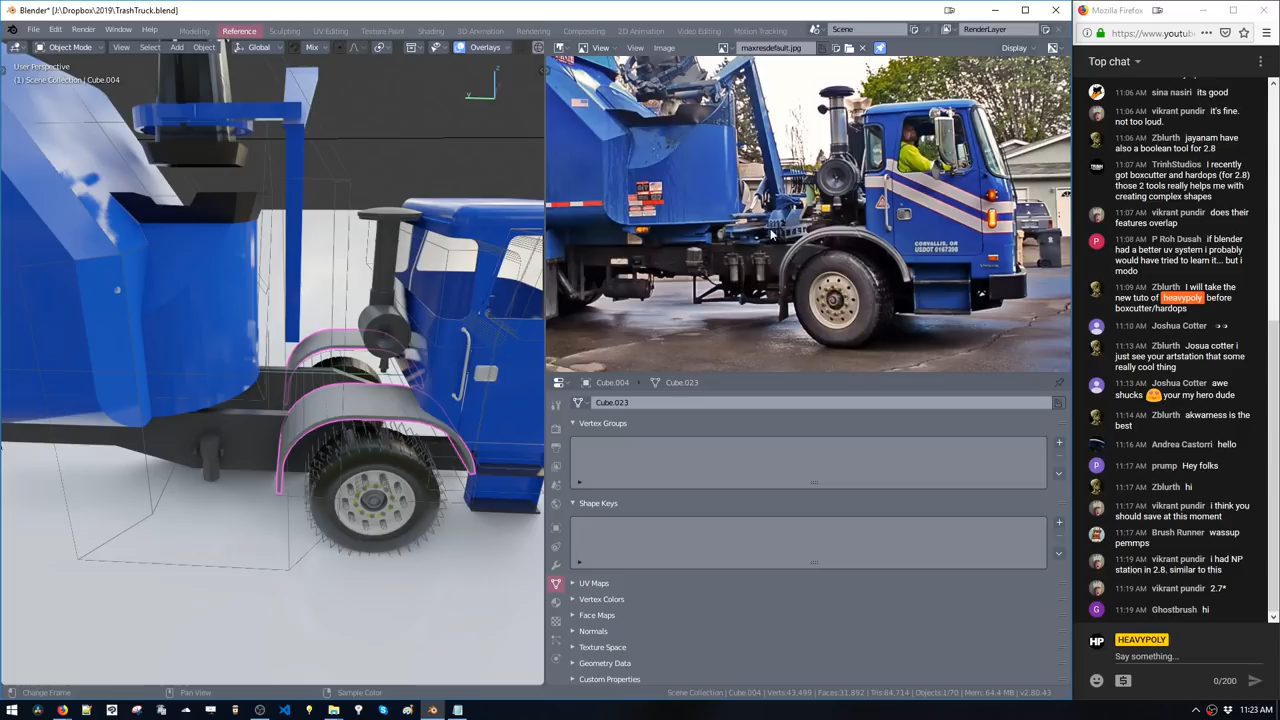 Blender* [J:\Dropbox\2019\TrashTruck.blend]
File Edit Render Window Help Modeling Reference Sculpting UV Editing Texture Paint Shading 3D Animation Rendering Compositing 2D Animation Video Editing Motion Tracking Scene RenderLayer
Object Mode View Select Add Object Global Mix Overlays
View View Image maxresdefault.jpg Display
User Perspective
(1) Scene Collection | Cube.004
z
y
CORVALLIS, OR
USDOT 0167398
Cube.004 Cube.023
Cube.023
Vertex Groups
Shape Keys
UV Maps
Vertex Colors
Face Maps
Normals
Texture Space
Geometry Data
Custom Properties
Change Frame Pan View Sample Color
Scene Collection | Cube.004 | Verts:43,499 | Faces:31,892 | Tris:84,714 | Objects:1/70 | Mem: 64.4 MB | v2.80.43
Mozilla Firefox
https://www.youtub
Top chat
11:06 AM sina nasiri its good
11:06 AM vikrant pundir it's fine.
not too loud.
11:06 AM Zblurth jayanam have
also a boolean tool for 2.8
11:07 AM TrinhStudios I recently
got boxcutter and hardops (for 2.8)
those 2 tools really helps me with
creating complex shapes
11:07 AM vikrant pundir does their
features overlap
11:08 AM P Roh Dusah if blender
had a better uv system i probably
would have tried to learn it... but i
modo
11:09 AM Zblurth I will take the
new tuto of heavypoly before
boxcutter/hardops
11:10 AM Joshua Cotter
11:13 AM Zblurth Josua cotter i
just see your artstation that some
really cool thing
11:13 AM Joshua Cotter awe
shucks your my hero dude
11:14 AM Zblurth akwarness is the
best
11:16 AM Andrea Castorri hello
11:17 AM prump Hey folks
11:17 AM Zblurth hi
11:17 AM vikrant pundir i think you
should save at this moment
11:17 AM Brush Runner wassup
pemmps
11:19 AM vikrant pundir i had NP
station in 2.8. similar to this
11:19 AM vikrant pundir 2.7*
11:19 AM Ghostbrush hi
HP HEAVYPOLY
Say something...
0/200
11:23 AM